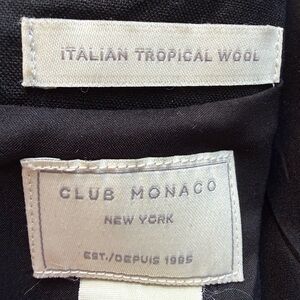 ITALIAN TROPICAL WOOL
CLUB MONACO
NEW YORK
EST./DEPUIS 1985